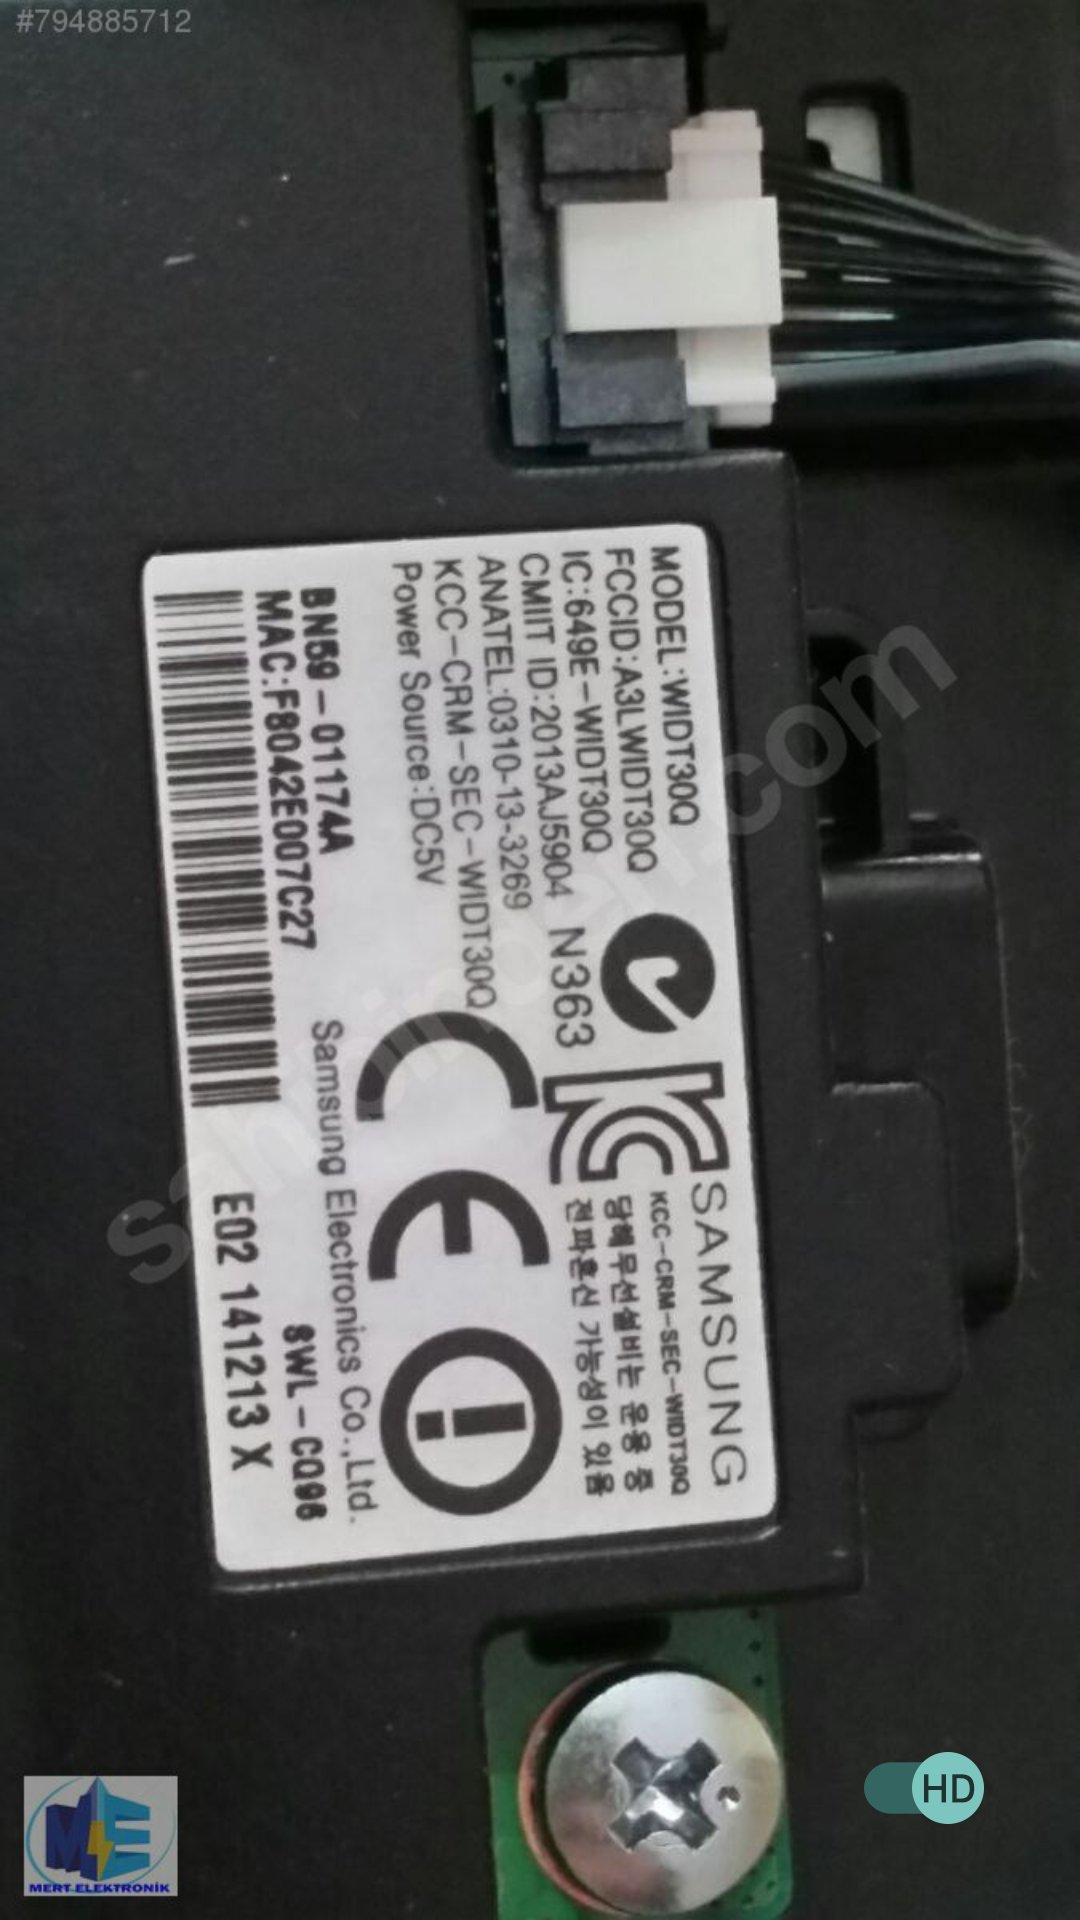 #794885712
MODEL:WIDT30Q
FCCID:A3LWIDT30Q
IC:649E-WIDT30Q
CMIIT ID:2013AJ5904
ANATEL:0310-13-3269
KCC-CRM-SEC-WIDT30Q
Power Source:DC5V
N363
SAMSUNG
KCC-CRM-SEC-WIDT30Q
당해무선설비는 운용 중
전파혼신 가능성이 있음
Samsung Electronics Co.,Ltd.
BN59-01174A
SWL-CQ98
MAC:F8042E007C27
E02 141213 X
sahibinden.com
HD
ME
MERT ELEKTRONİK